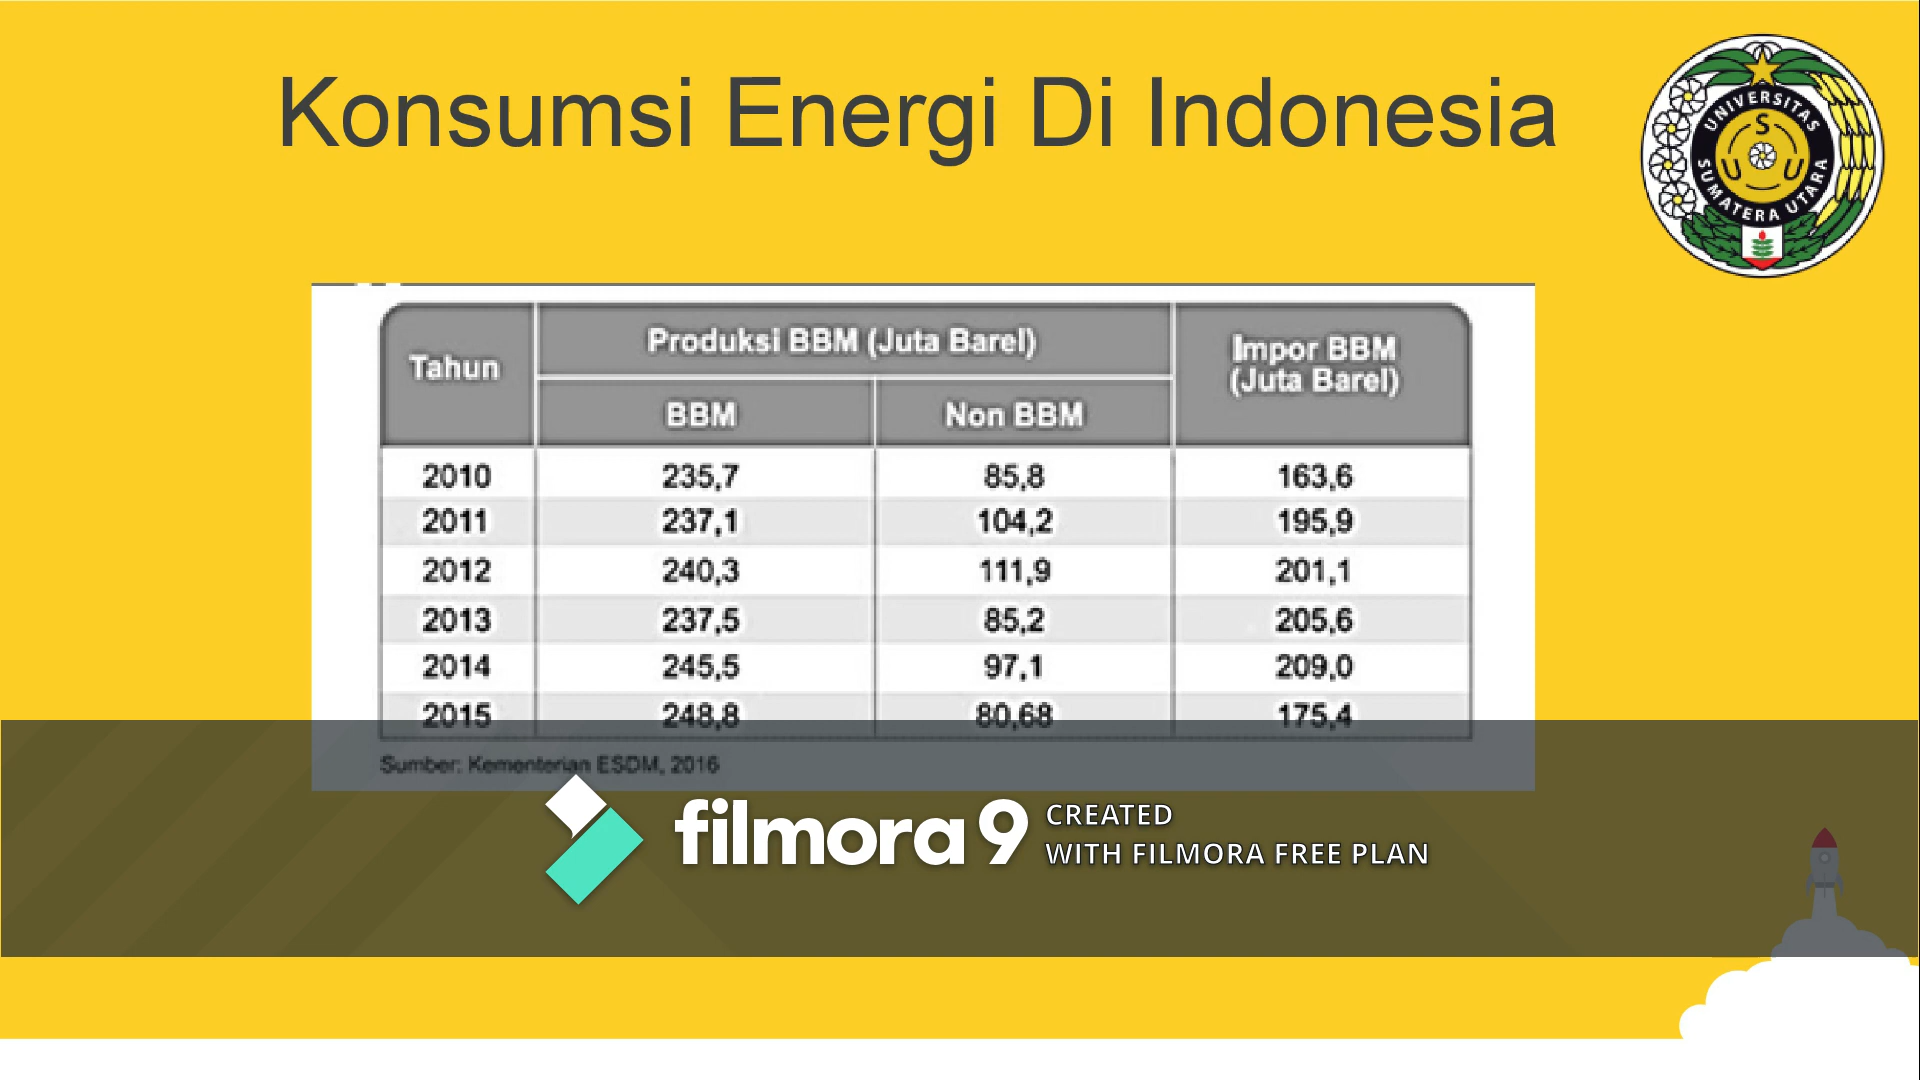 Konsumsi Energi Di Indonesia
UNIVERSITAS
SUMATERA UTARA
S
U U
Tahun
Produksi BBM (Juta Barel)
Impor BBM
(Juta Barel)
BBM Non BBM
2010 235,7 85,8 163,6
2011 237,1 104,2 195,9
2012 240,3 111,9 201,1
2013 237,5 85,2 205,6
2014 245,5 97,1 209,0
2015 248,8 80,68 175,4
Sumber: Kementerian ESDM, 2016
filmora 9
CREATED
WITH FILMORA FREE PLAN